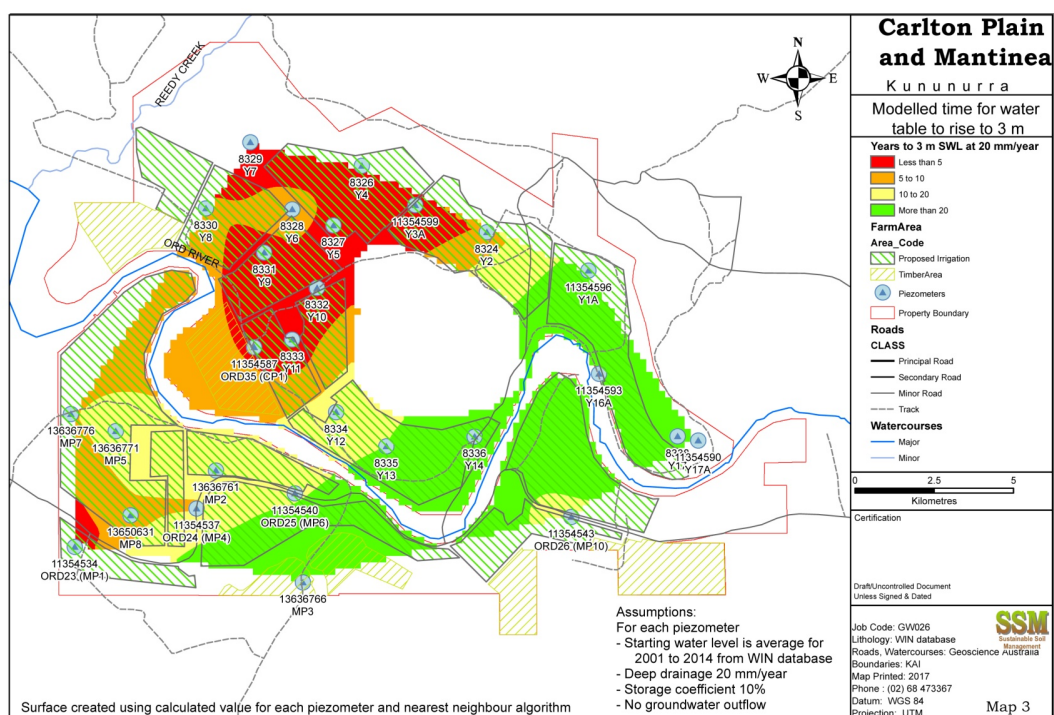 Carlton Plain
and Mantinea
Kununurra
Modelled time for water
table to rise to 3 m
Years to 3 m SWL at 20 mm/year
Less than 5
5 to 10
10 to 20
More than 20
FarmArea
Area_Code
Proposed Irrigation
TimberArea
Piezometers
Property Boundary
Roads
CLASS
Principal Road
Secondary Road
Minor Road
Track
Watercourses
Major
Minor
0 2.5 5
Kilometres
Certification
Draft/Uncontrolled Document
Unless Signed & Dated
SSM
Sustainable Soil
Management
Job Code: GW026
Lithology: WIN database
Roads, Watercourses: Geoscience Australia
Boundaries: KAI
Map Printed: 2017
Phone : (02) 68 473367
Datum: WGS 84
Projection: UTM
Map 3
N
W E
S
REEDY CREEK
ORD RIVER
8329
Y7
8326
Y4
8330
Y8
8328
Y6
8327
Y5
11354599
Y3A
8324
Y2
8331
Y9
11354596
Y1A
8332
Y10
8333
Y11
11354587
ORD35 (CP1)
11354593
Y16A
8334
Y12
13636776
MP7
13636771
MP5
8335
Y13
8336
Y14
11354590
Y17A
13636761
MP2
11354540
ORD25 (MP6)
11354537
ORD24 (MP4)
13650631
MP8
11354543
ORD26 (MP10)
11354534
ORD23 (MP1)
13636766
MP3
Assumptions:
For each piezometer
- Starting water level is average for
2001 to 2014 from WIN database
- Deep drainage 20 mm/year
- Storage coefficient 10%
- No groundwater outflow
Surface created using calculated value for each piezometer and nearest neighbour algorithm